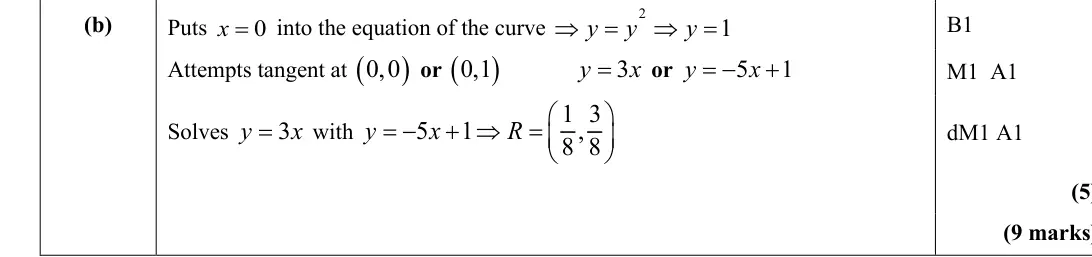 (b) Puts x = 0 into the equation of the curve ⇒ y = y² ⇒ y = 1 B1
Attempts tangent at (0,0) or (0,1) y = 3x or y = −5x + 1 M1 A1
Solves y = 3x with y = −5x + 1 ⇒ R = (1/8, 3/8) dM1 A1
(5
(9 marks